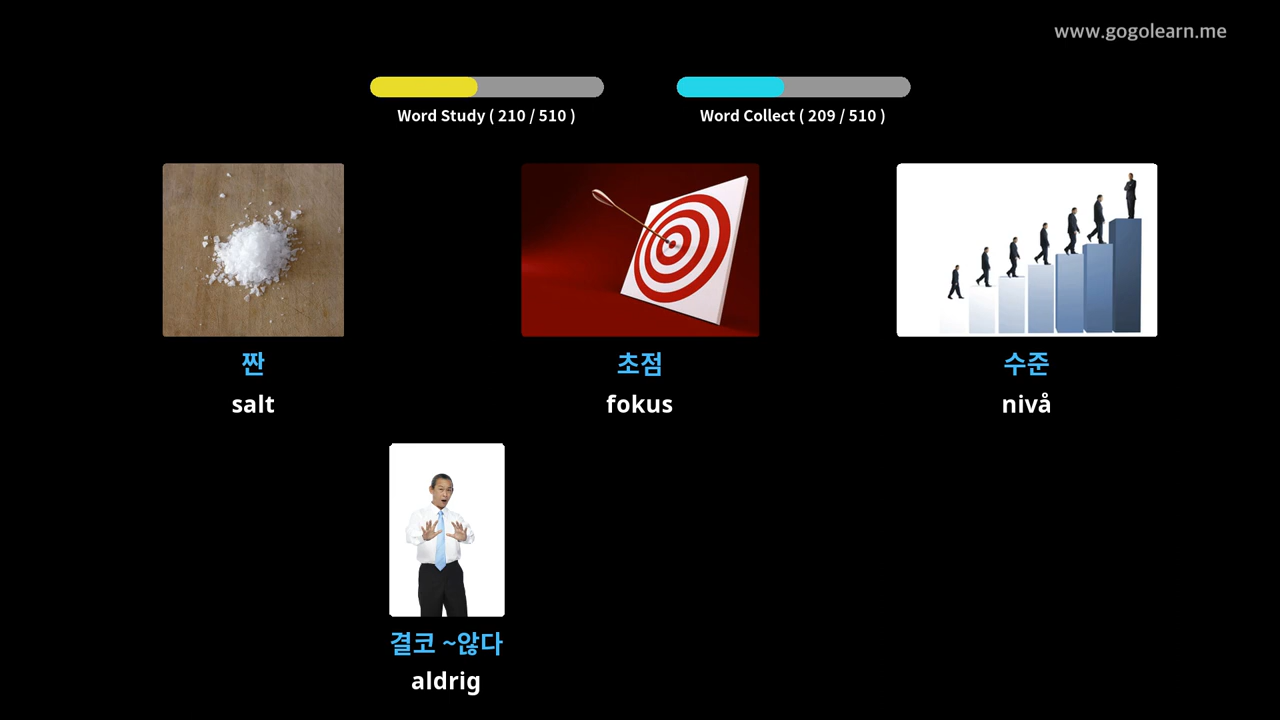 www.gogolearn.me
Word Study ( 210 / 510 )
Word Collect ( 209 / 510 )
짠
salt
초점
fokus
수준
nivå
결코 ~않다
aldrig